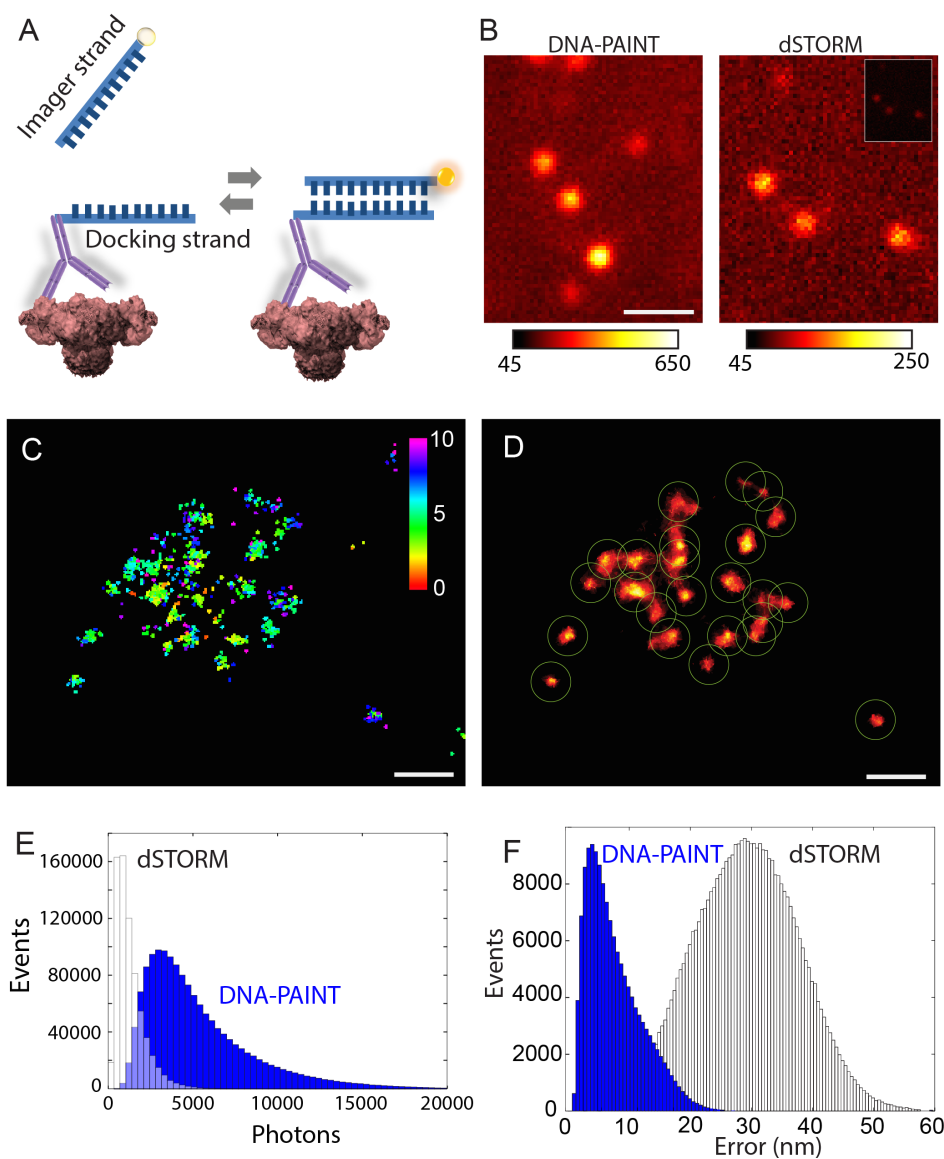 A
Imager strand
Docking strand
B
DNA-PAINT
dSTORM
45
650
45
250
C
10
5
0
D
E
dSTORM
DNA-PAINT
160000
120000
80000
40000
0
Events
0
5000
10000
15000
20000
Photons
F
DNA-PAINT
dSTORM
8000
6000
4000
2000
0
Events
0
10
20
30
40
50
60
Error (nm)